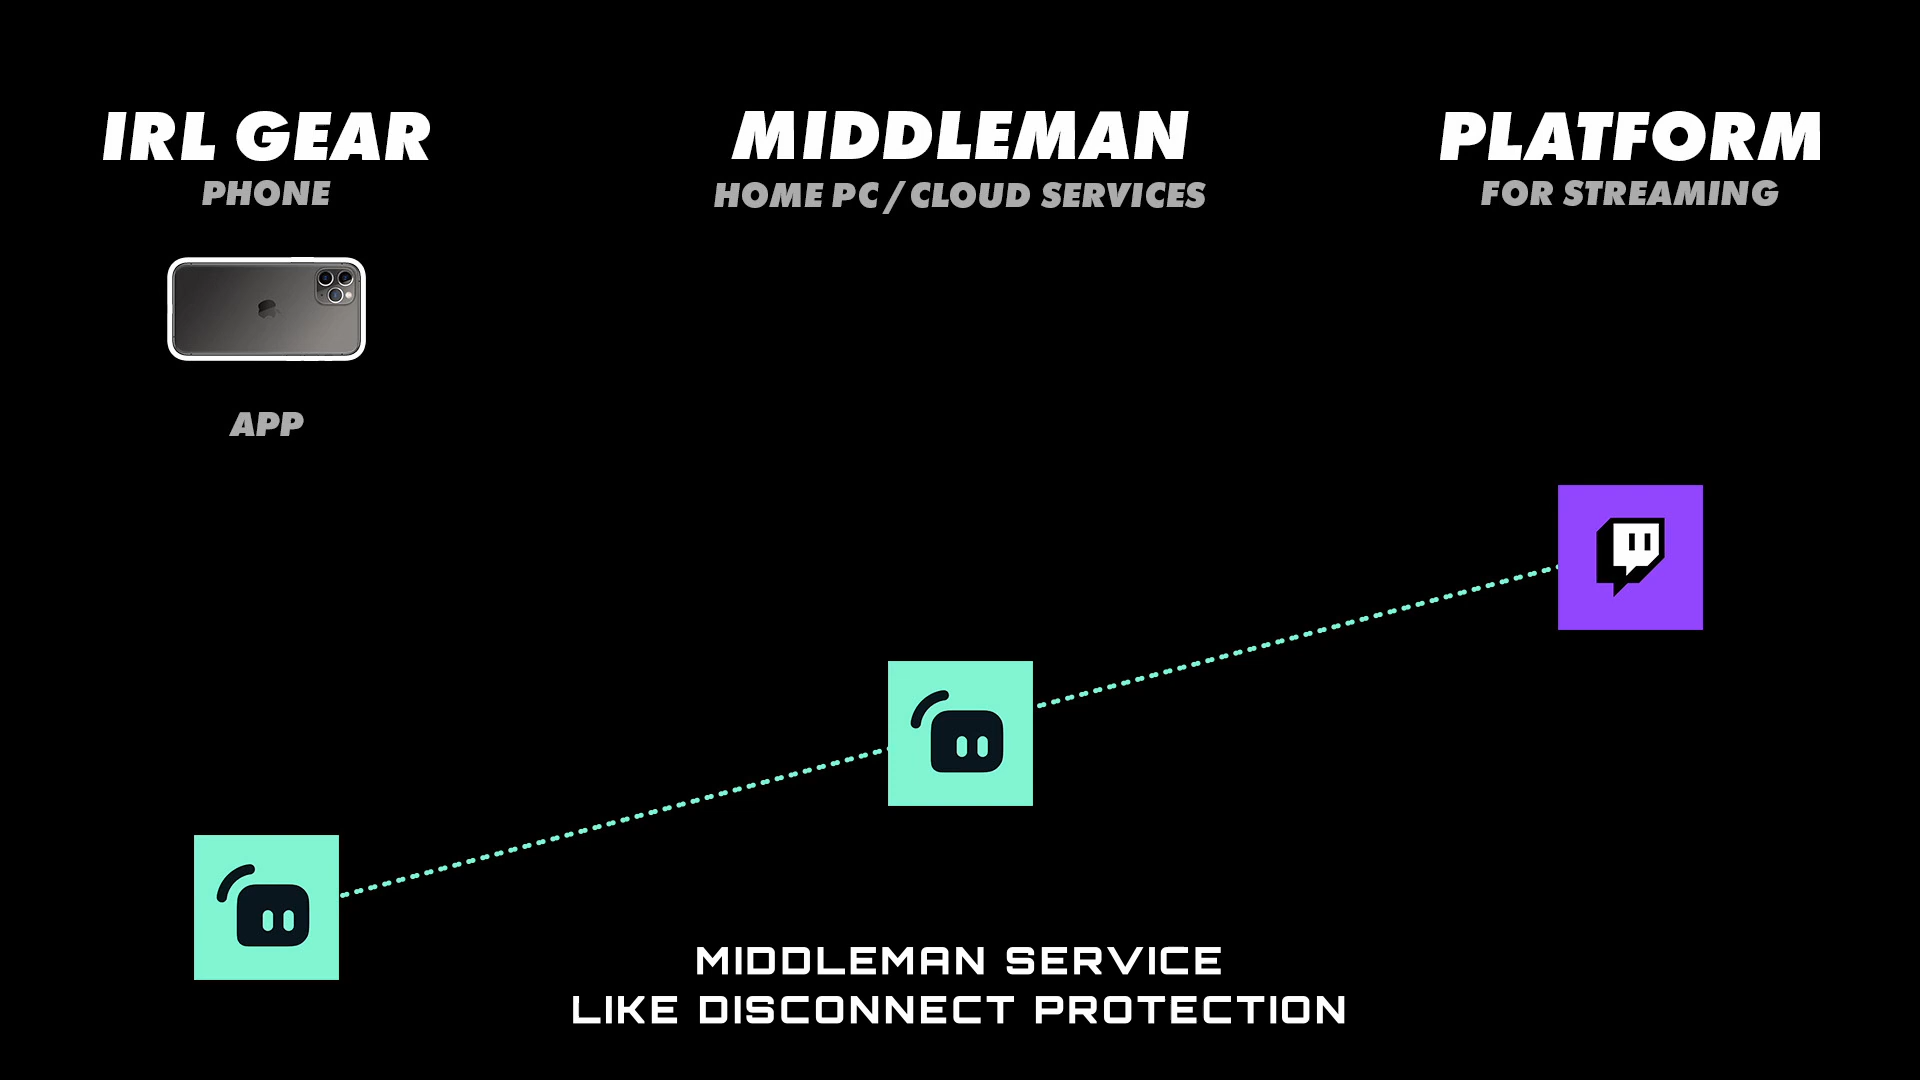 IRL GEAR
PHONE
MIDDLEMAN
HOME PC / CLOUD SERVICES
PLATFORM
FOR STREAMING
APP
MIDDLEMAN SERVICE
LIKE DISCONNECT PROTECTION